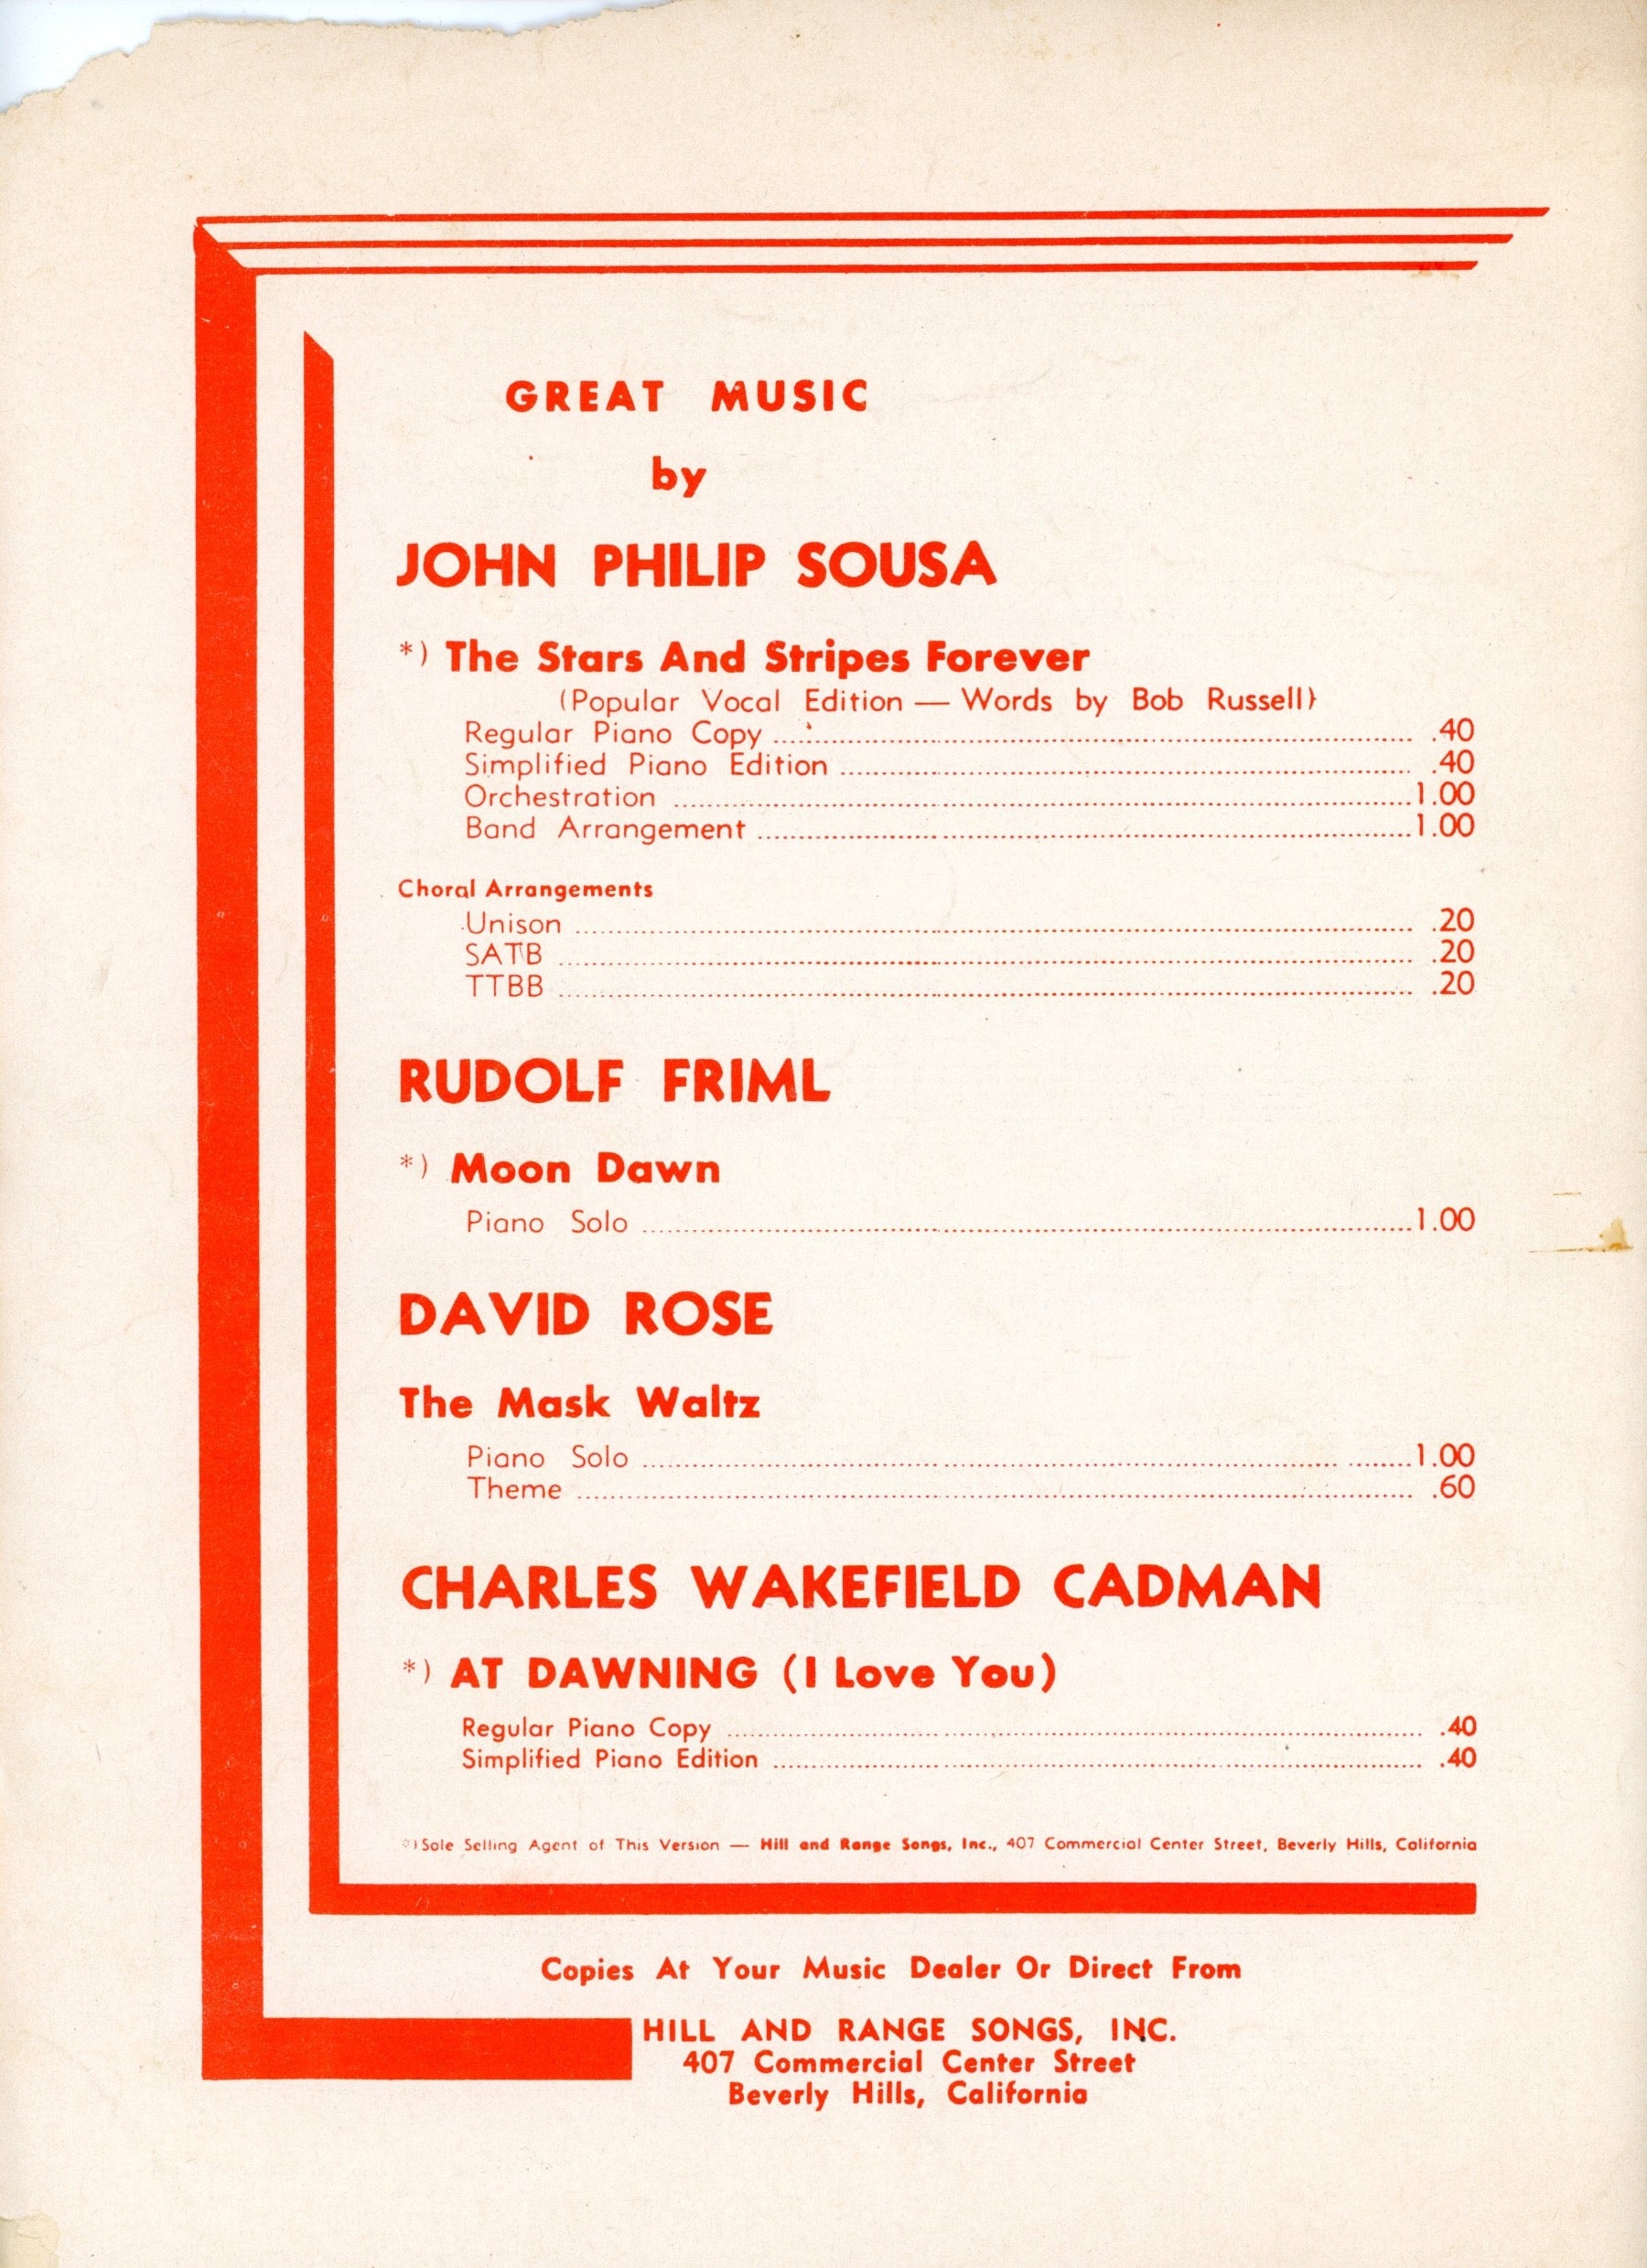 GREAT MUSIC
by
JOHN PHILIP SOUSA
*) The Stars And Stripes Forever
(Popular Vocal Edition — Words by Bob Russell)
Regular Piano Copy .40
Simplified Piano Edition .40
Orchestration 1.00
Band Arrangement 1.00
Choral Arrangements
Unison .20
SATB .20
TTBB .20
RUDOLF FRIML
*) Moon Dawn
Piano Solo 1.00
DAVID ROSE
The Mask Waltz
Piano Solo 1.00
Theme .60
CHARLES WAKEFIELD CADMAN
*) AT DAWNING (I Love You)
Regular Piano Copy .40
Simplified Piano Edition .40
*) Sole Selling Agent of This Version — Hill and Range Songs, Inc., 407 Commercial Center Street, Beverly Hills, California
Copies At Your Music Dealer Or Direct From
HILL AND RANGE SONGS, INC.
407 Commercial Center Street
Beverly Hills, California